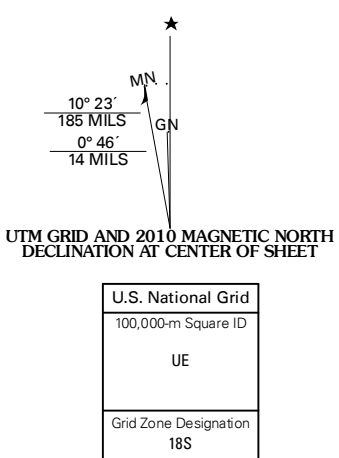 ★
MN
10° 23´
185 MILS
GN
0° 46´
14 MILS
UTM GRID AND 2010 MAGNETIC NORTH
DECLINATION AT CENTER OF SHEET
U.S. National Grid
100,000-m Square ID
UE
Grid Zone Designation
18S